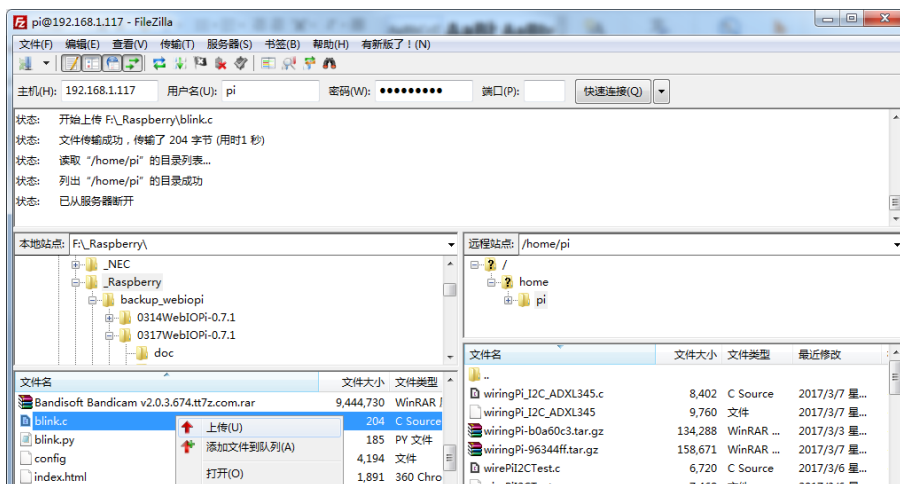 pi@192.168.1.117 - FileZilla
文件(F) 编辑(E) 查看(V) 传输(T) 服务器(S) 书签(B) 帮助(H) 有新版了！(N)
主机(H): 192.168.1.117 用户名(U): pi 密码(W): ●●●●●●●●● 端口(P): 快速连接(Q)
状态: 开始上传 F:\_Raspberry\blink.c
状态: 文件传输成功，传输了 204 字节 (用时1 秒)
状态: 读取“/home/pi”的目录列表...
状态: 列出“/home/pi”的目录成功
状态: 已从服务器断开
本地站点: F:\_Raspberry\
_NEC
_Raspberry
backup_webiopi
0314WebIOPi-0.7.1
0317WebIOPi-0.7.1
doc
文件名 文件大小 文件类型
Bandisoft Bandicam v2.0.3.674.tt7z.com.rar 9,444,730 WinRAR
blink.c 204 C Source
blink.py 185 PY 文件
config 4,194 文件
index.html 1,891 360 Chro
上传(U)
添加文件到队列(A)
打开(O)
远程站点: /home/pi
/
home
pi
文件名 文件大小 文件类型 最近修改
..
wiringPi_I2C_ADXL345.c 8,402 C Source 2017/3/7 星...
wiringPi_I2C_ADXL345 9,760 文件 2017/3/7 星...
wiringPi-b0a60c3.tar.gz 134,288 WinRAR ... 2017/3/3 星...
wiringPi-96344ff.tar.gz 158,671 WinRAR ... 2017/3/7 星...
wirePiI2CTest.c 6,720 C Source 2017/3/6 星...